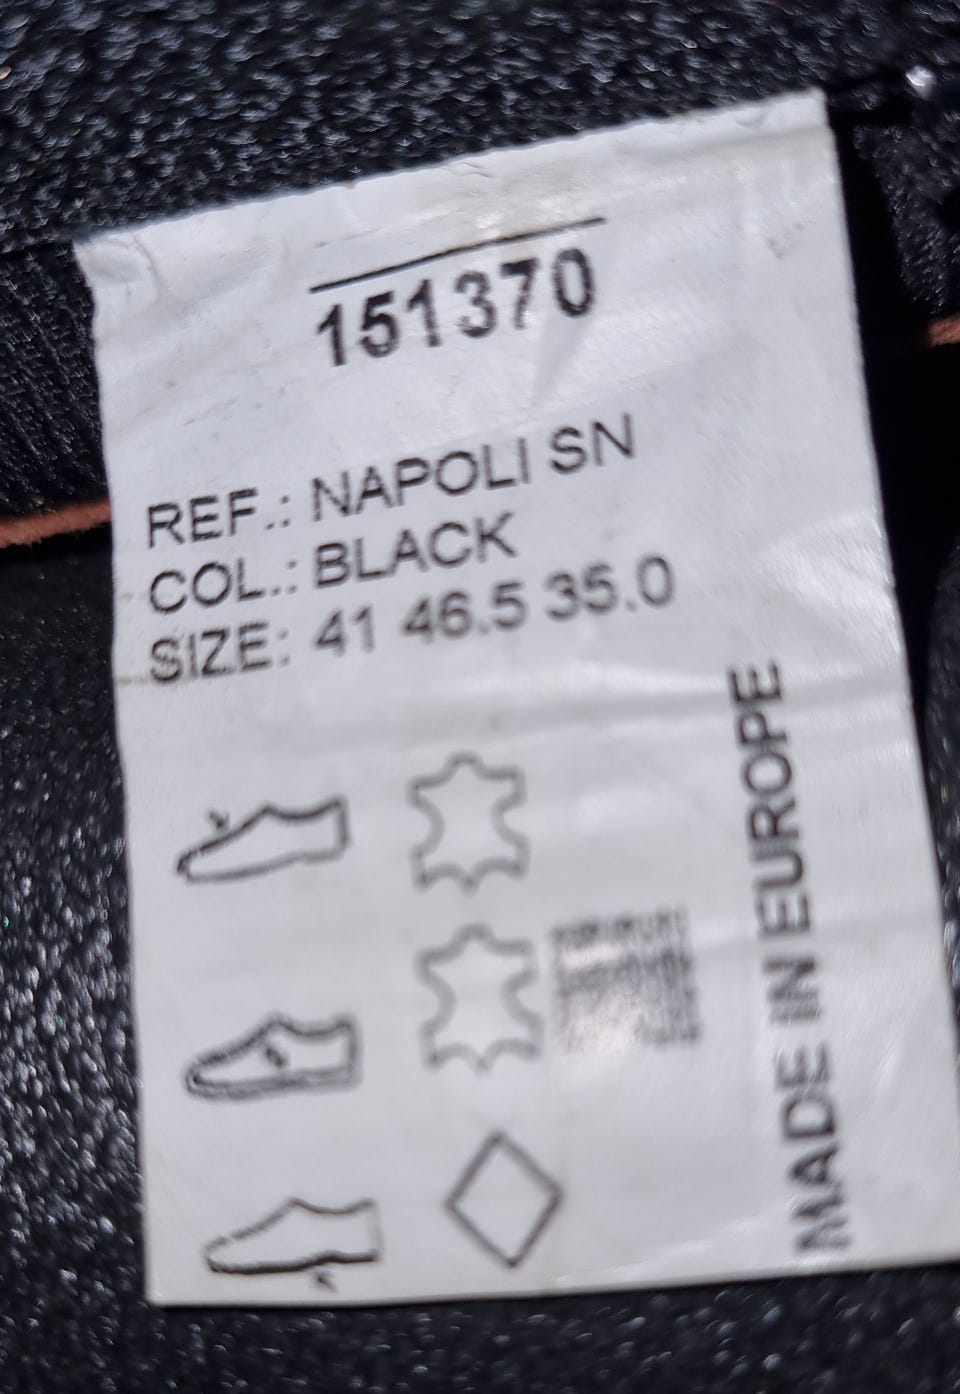 151370
REF.: NAPOLI SN
COL.: BLACK
SIZE: 41 46.5 35.0
MADE IN EUROPE